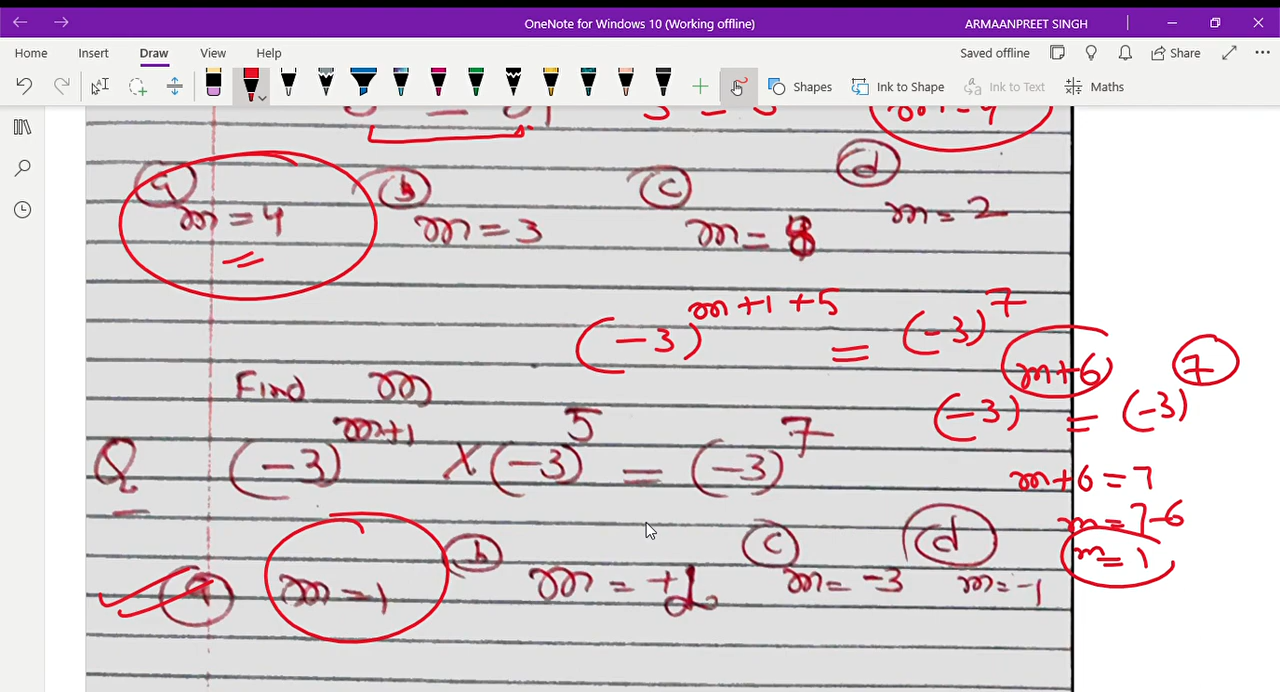 OneNote for Windows 10 (Working offline)
ARMAANPREET SINGH
Home Insert Draw View Help
Saved offline
Share
Shapes
Ink to Shape
Ink to Text
Maths
(a) m = 4 (b) m = 3 (c) m = 8 (d) m = 2
(-3)^{m+1+5} = (-3)^7
(-3)^{m+6} = (-3)^7
Find m
Q (-3)^{m+1} × (-3)^5 = (-3)^7
m+6 = 7
m = 7-6
m = 1
(a) m = 1 (b) m = +2 (c) m = -3 (d) m = -1